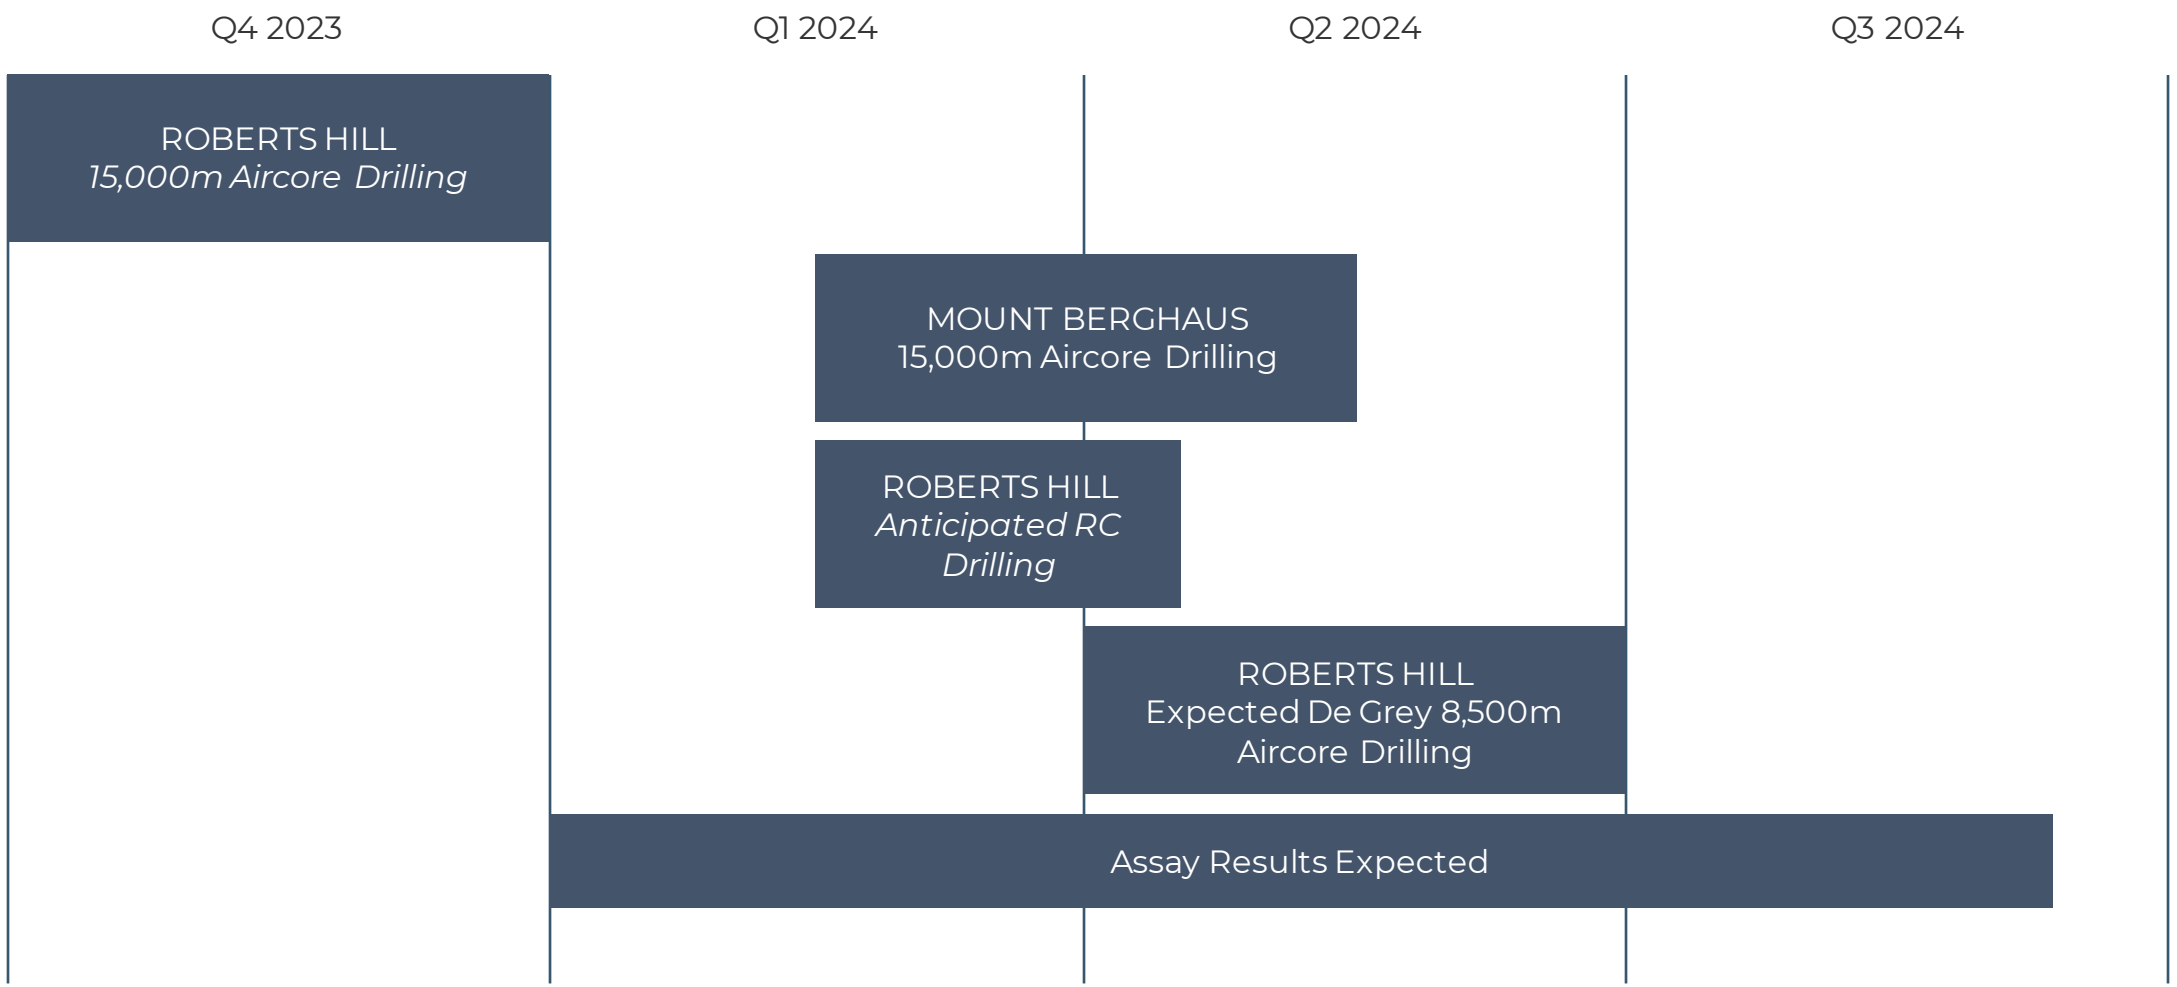 Q4 2023
Q1 2024
Q2 2024
Q3 2024
ROBERTS HILL
15,000m Aircore Drilling
MOUNT BERGHAUS
15,000m Aircore Drilling
ROBERTS HILL
Anticipated RC
Drilling
ROBERTS HILL
Expected De Grey 8,500m
Aircore Drilling
Assay Results Expected